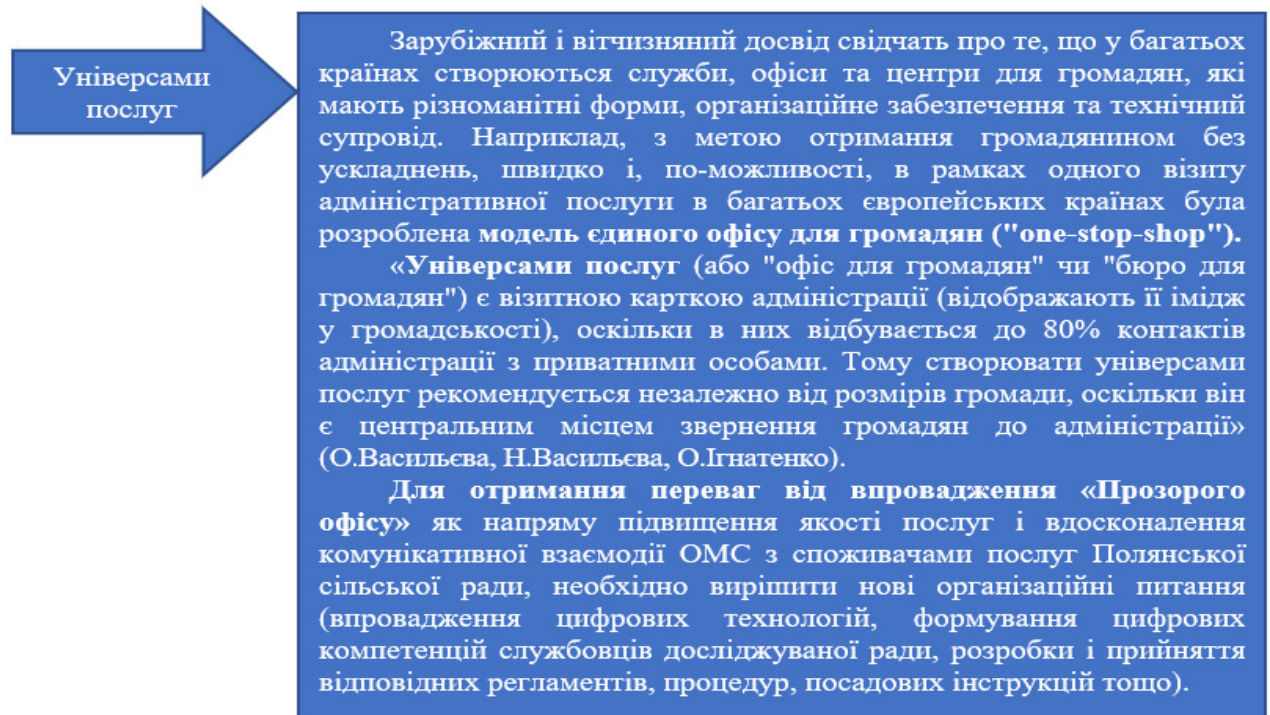 Універсами
послуг
Зарубіжний і вітчизняний досвід свідчать про те, що у багатьох
країнах створюються служби, офіси та центри для громадян, які
мають різноманітні форми, організаційне забезпечення та технічний
супровід. Наприклад, з метою отримання громадянином без
ускладнень, швидко і, по-можливості, в рамках одного візиту
адміністративної послуги в багатьох європейських країнах була
розроблена модель єдиного офісу для громадян ("one-stop-shop").
«Універсами послуг (або "офіс для громадян" чи "бюро для
громадян") є візитною карткою адміністрації (відображають її імідж
у громадськості), оскільки в них відбувається до 80% контактів
адміністрації з приватними особами. Тому створювати універсами
послуг рекомендується незалежно від розмірів громади, оскільки він
є центральним місцем звернення громадян до адміністрації»
(О.Васильєва, Н.Васильєва, О.Ігнатенко).
Для отримання переваг від впровадження «Прозорого
офісу» як напряму підвищення якості послуг і вдосконалення
комунікативної взаємодії ОМС з споживачами послуг Полянської
сільської ради, необхідно вирішити нові організаційні питання
(впровадження цифрових технологій, формування цифрових
компетенцій службовців досліджуваної ради, розробки і прийняття
відповідних регламентів, процедур, посадових інструкцій тощо).